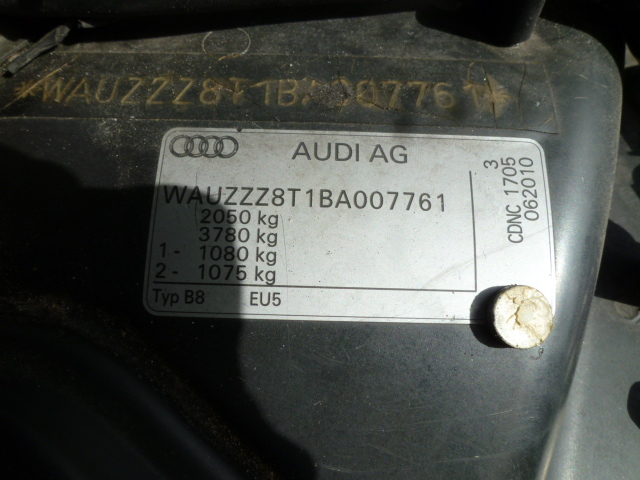 *WAUZZZ8T1BA007761*
AUDI AG
WAUZZZ8T1BA007761
2050 kg
3780 kg
1- 1080 kg
2- 1075 kg
Typ B8 EU5
3
CDNC 1705
062010